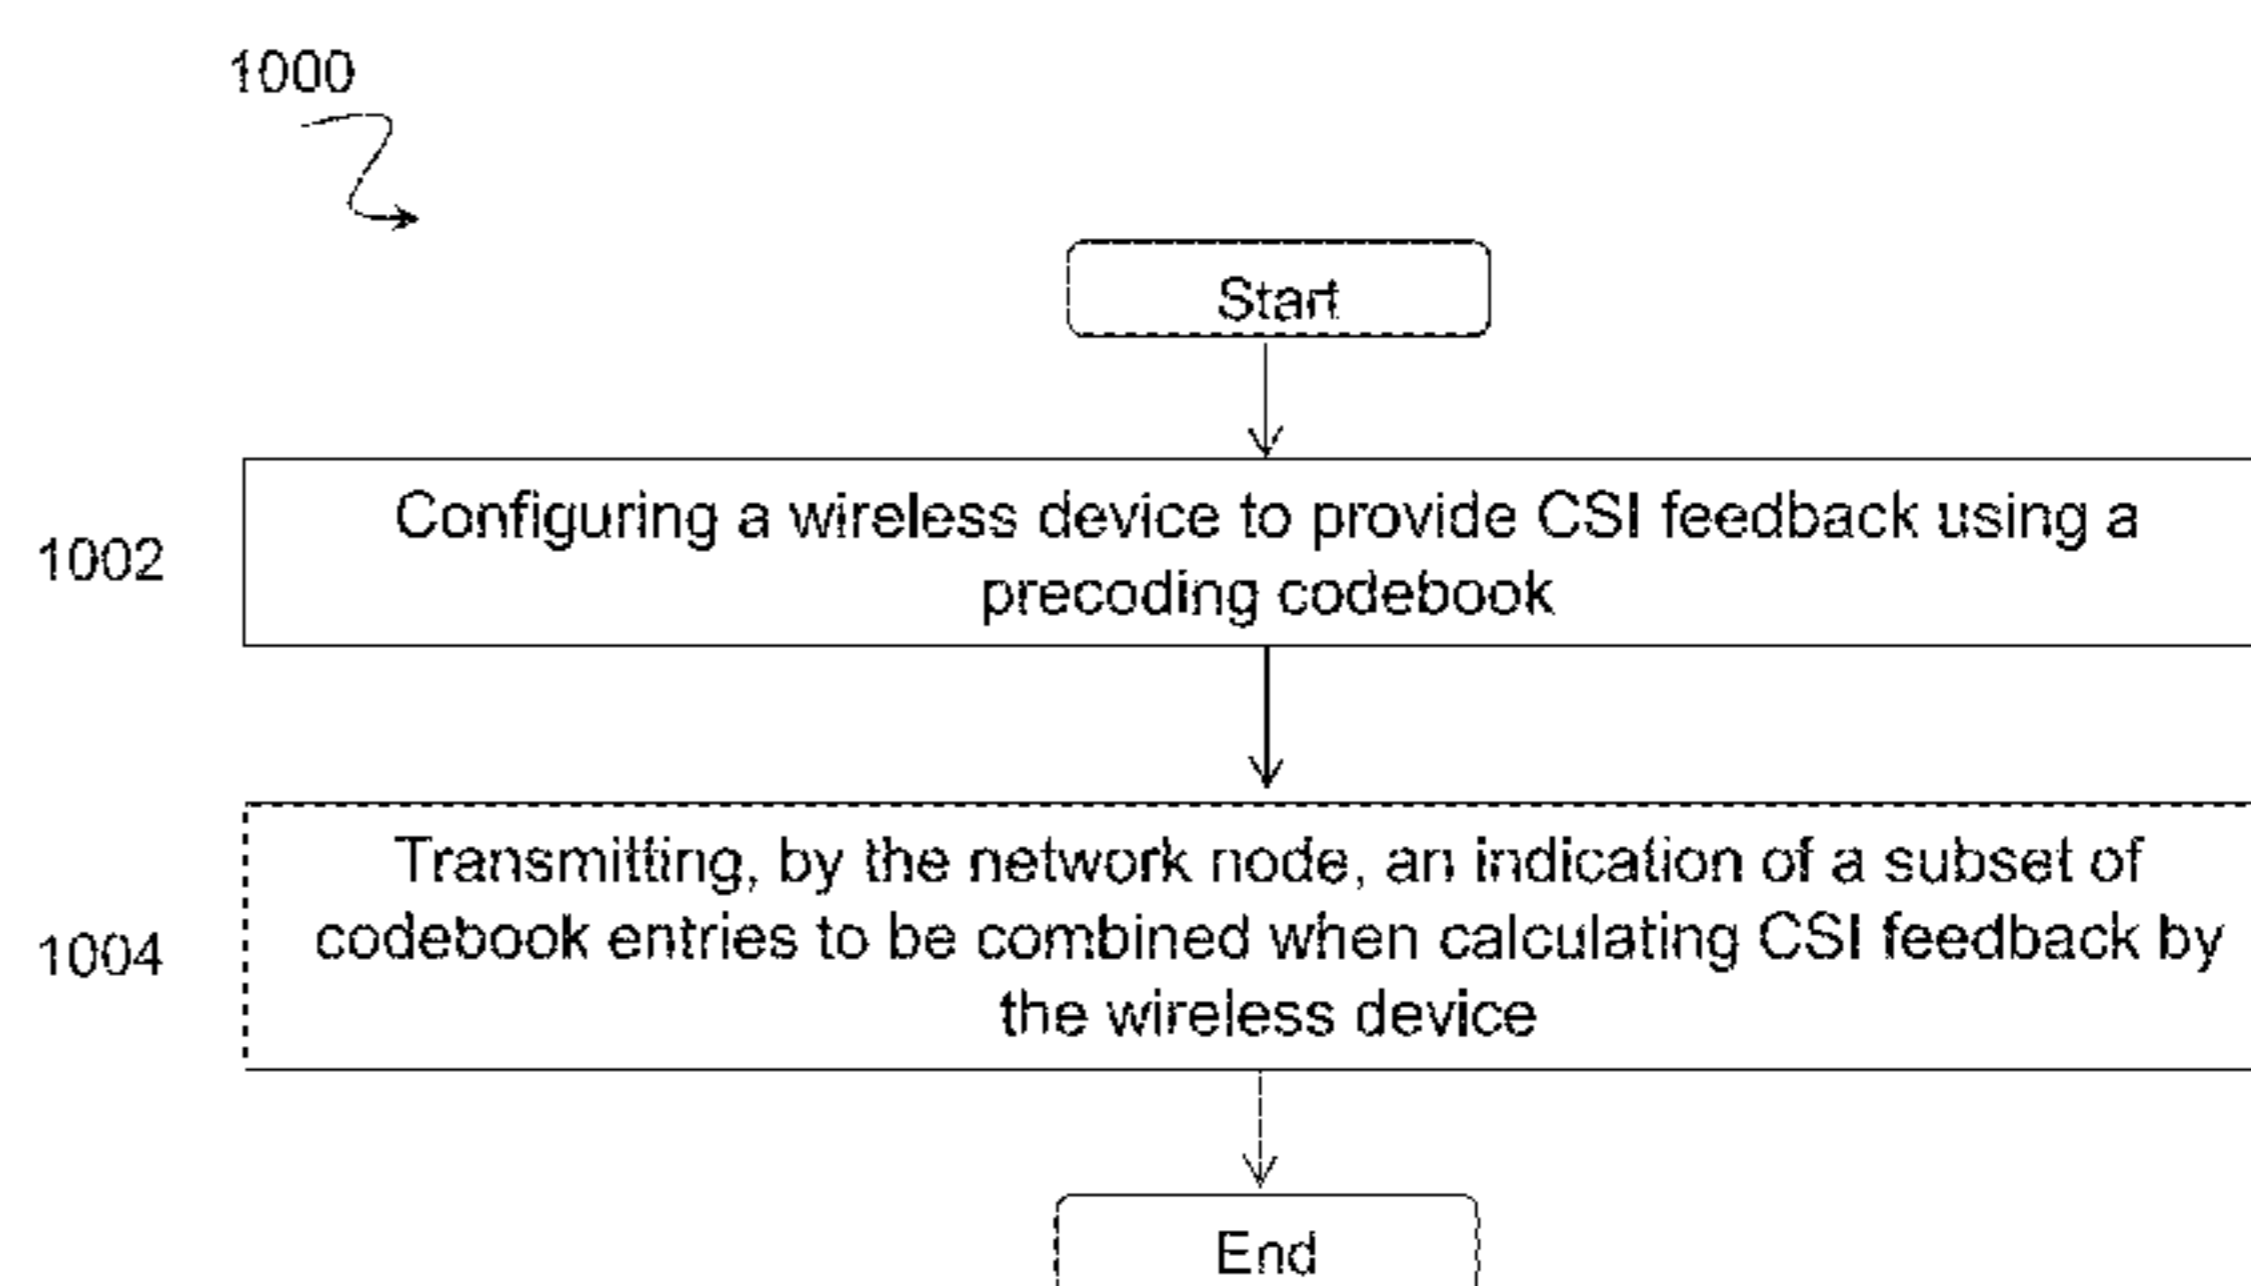 1000
Start
1002
Configuring a wireless device to provide CSI feedback using a
precoding codebook
1004
Transmitting, by the network node, an indication of a subset of
codebook entries to be combined when calculating CSI feedback by
the wireless device
End